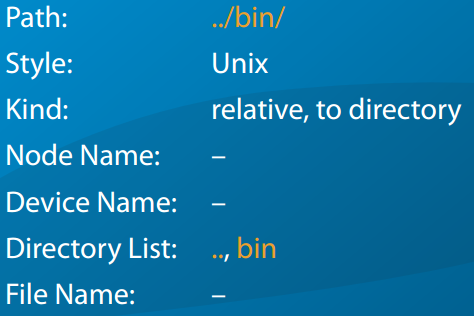 Path: ../bin/
Style: Unix
Kind: relative, to directory
Node Name: –
Device Name: –
Directory List: .., bin
File Name: –